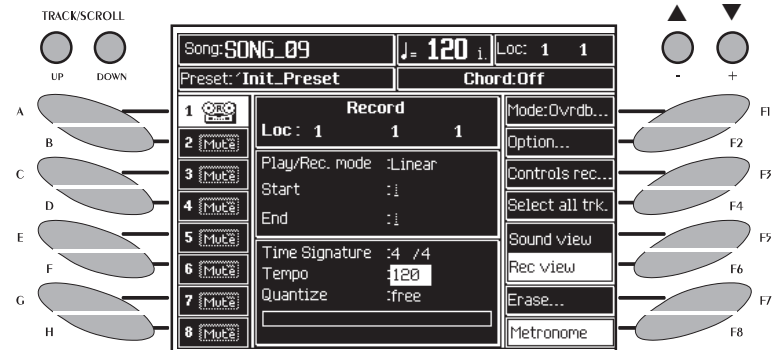 TRACK/SCROLL
UP DOWN
- +
Song:SONG_09 ♩= 120 i. Loc: 1 1
Preset:´Init_Preset Chord:Off
A
B
C
D
E
F
G
H
1
2 Mute
3 Mute
4 Mute
5 Mute
6 Mute
7 Mute
8 Mute
Record
Loc: 1 1 1
Play/Rec. mode :Linear
Start :i
End :i
Time Signature :4 /4
Tempo :120
Quantize :free
Mode:Ovrdb...
Option...
Controls rec...
Select all trk.
Sound view
Rec view
Erase...
Metronome
F1
F2
F3
F4
F5
F6
F7
F8